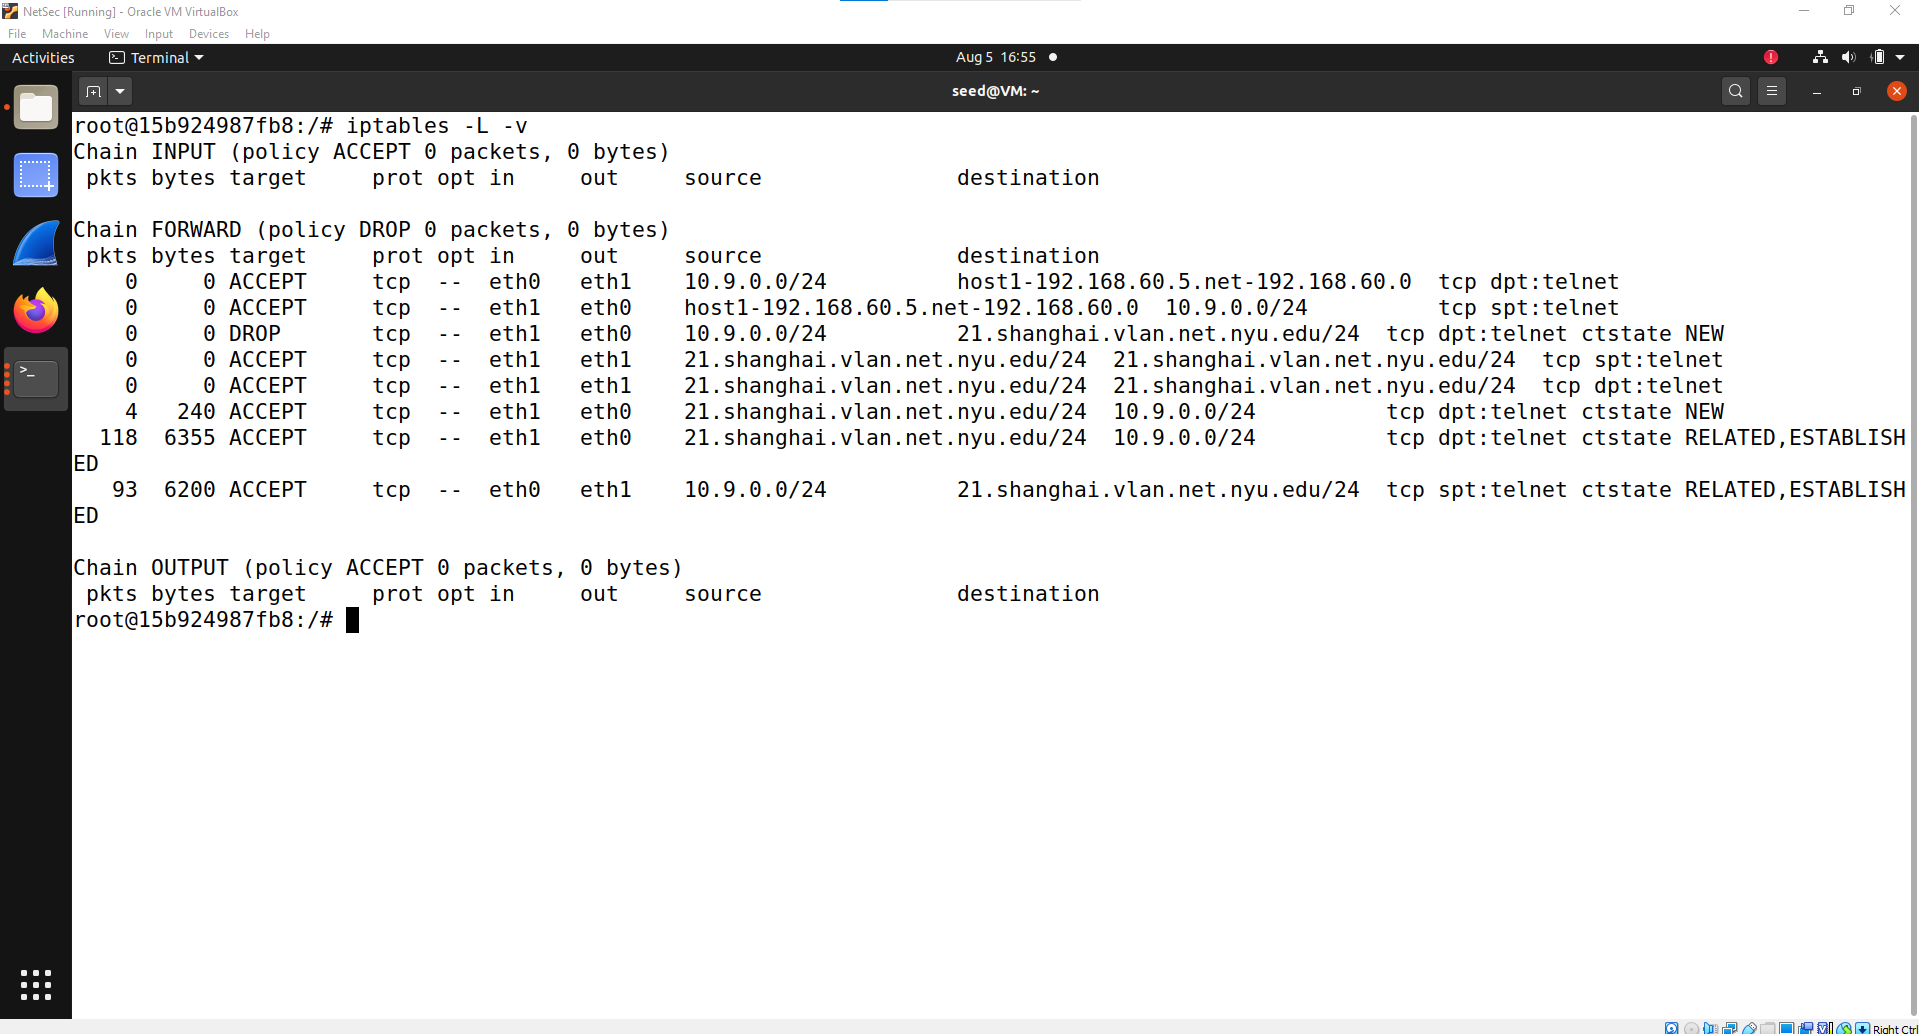 NetSec [Running] - Oracle VM VirtualBox
File Machine View Input Devices Help
Activities Terminal Aug 5 16:55
seed@VM: ~
root@15b924987fb8:/# iptables -L -v
Chain INPUT (policy ACCEPT 0 packets, 0 bytes)
 pkts bytes target     prot opt in     out     source               destination

Chain FORWARD (policy DROP 0 packets, 0 bytes)
 pkts bytes target     prot opt in     out     source               destination
    0     0 ACCEPT     tcp  --  eth0   eth1    10.9.0.0/24          host1-192.168.60.5.net-192.168.60.0  tcp dpt:telnet
    0     0 ACCEPT     tcp  --  eth1   eth0    host1-192.168.60.5.net-192.168.60.0  10.9.0.0/24          tcp spt:telnet
    0     0 DROP       tcp  --  eth1   eth0    10.9.0.0/24          21.shanghai.vlan.net.nyu.edu/24  tcp dpt:telnet ctstate NEW
    0     0 ACCEPT     tcp  --  eth1   eth1    21.shanghai.vlan.net.nyu.edu/24  21.shanghai.vlan.net.nyu.edu/24  tcp spt:telnet
    0     0 ACCEPT     tcp  --  eth1   eth1    21.shanghai.vlan.net.nyu.edu/24  21.shanghai.vlan.net.nyu.edu/24  tcp dpt:telnet
    4   240 ACCEPT     tcp  --  eth1   eth0    21.shanghai.vlan.net.nyu.edu/24  10.9.0.0/24          tcp dpt:telnet ctstate NEW
  118  6355 ACCEPT     tcp  --  eth1   eth0    21.shanghai.vlan.net.nyu.edu/24  10.9.0.0/24          tcp dpt:telnet ctstate RELATED,ESTABLISH
ED
   93  6200 ACCEPT     tcp  --  eth0   eth1    10.9.0.0/24          21.shanghai.vlan.net.nyu.edu/24  tcp spt:telnet ctstate RELATED,ESTABLISH
ED

Chain OUTPUT (policy ACCEPT 0 packets, 0 bytes)
 pkts bytes target     prot opt in     out     source               destination
root@15b924987fb8:/#
Right Ctrl